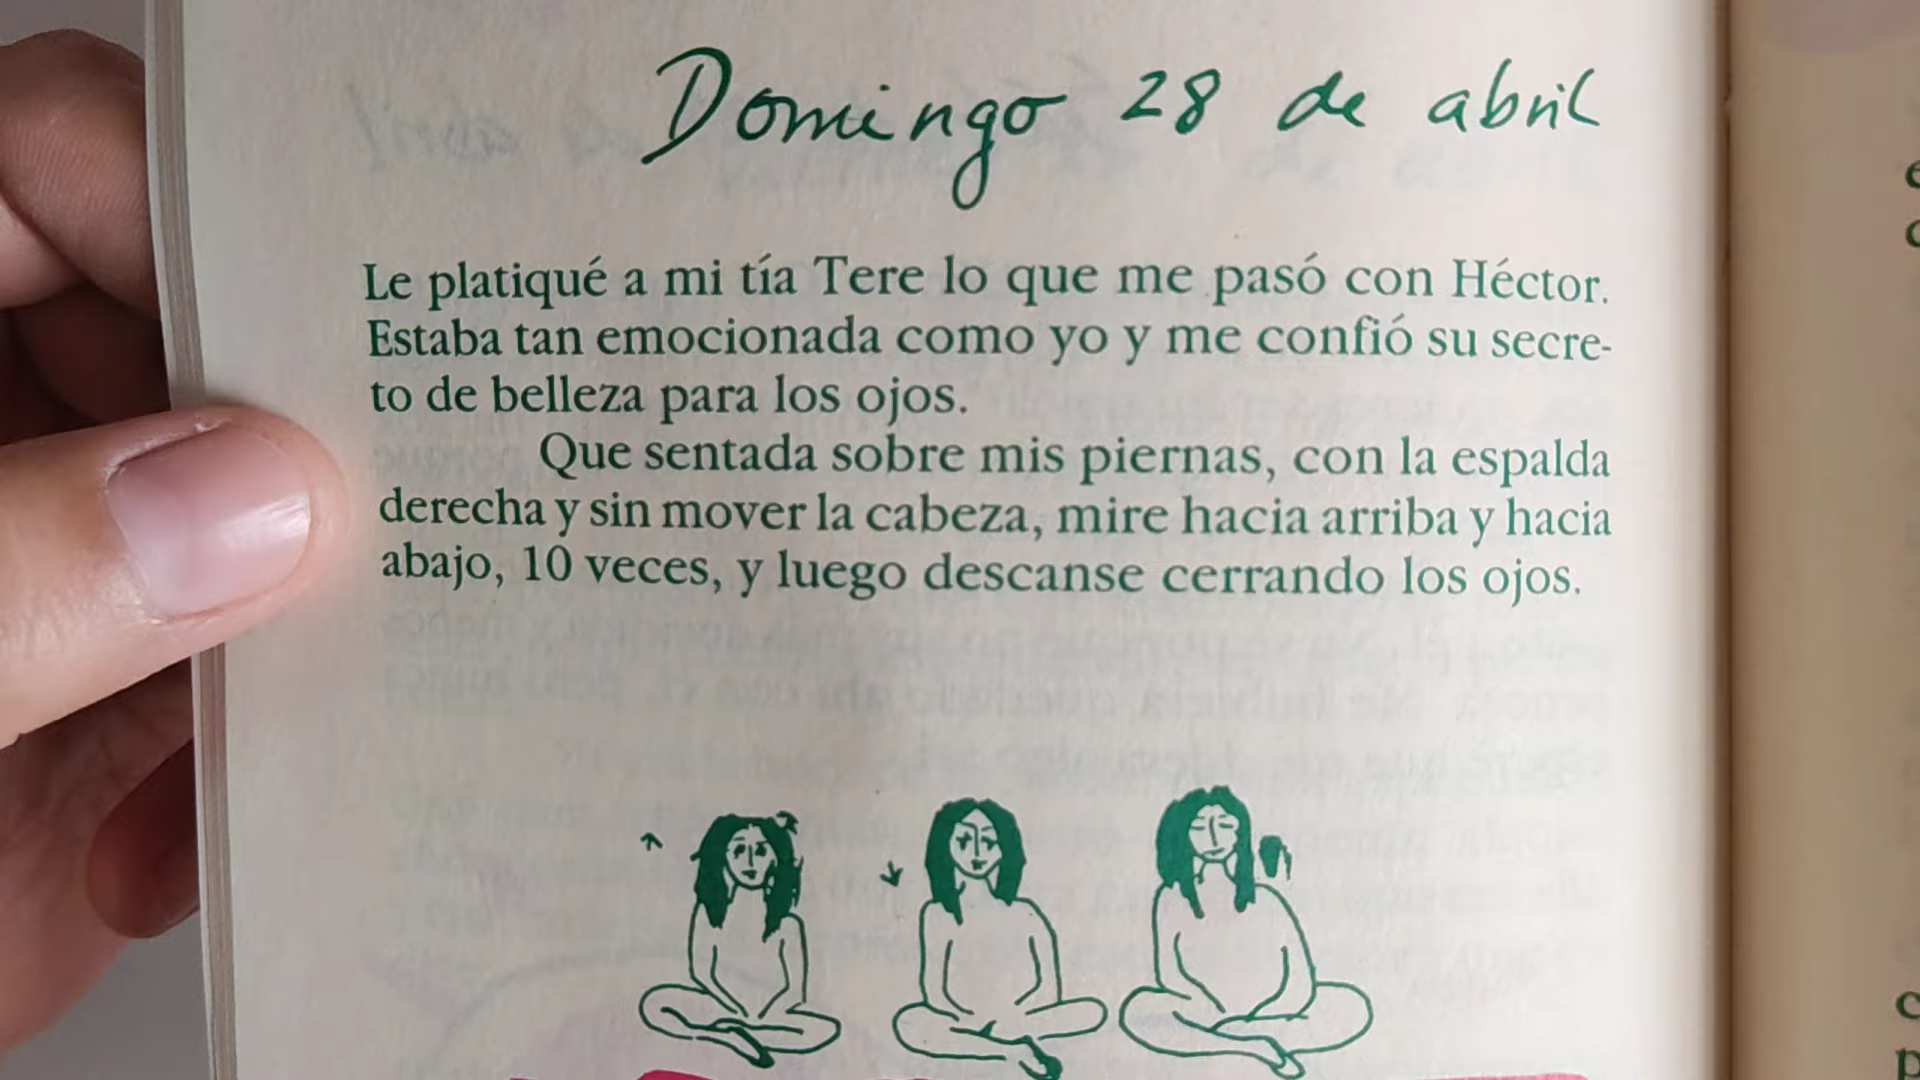 Domingo 28 de abril
Le platiqué a mi tía Tere lo que me pasó con Héctor.
Estaba tan emocionada como yo y me confió su secre-
to de belleza para los ojos.
Que sentada sobre mis piernas, con la espalda
derecha y sin mover la cabeza, mire hacia arriba y hacia
abajo, 10 veces, y luego descanse cerrando los ojos.